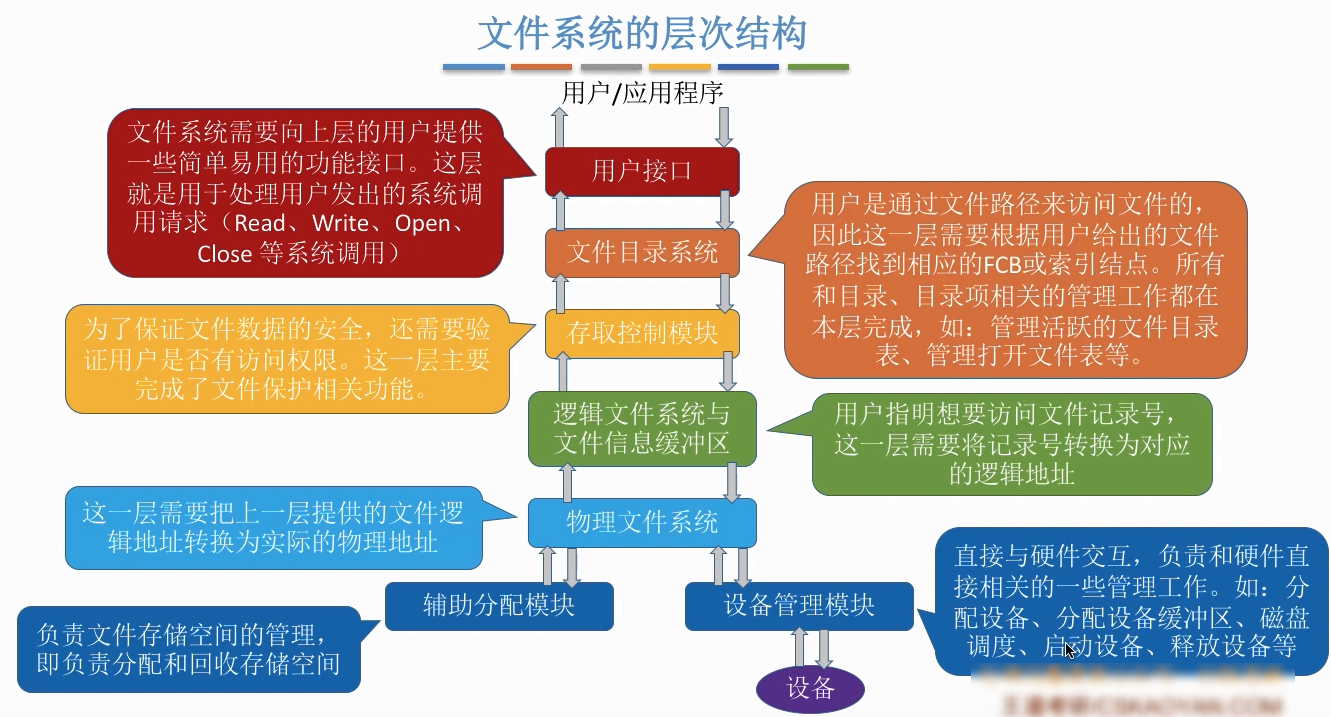 文件系统的层次结构
用户/应用程序
文件系统需要向上层的用户提供
一些简单易用的功能接口。这层
就是用于处理用户发出的系统调
用请求（Read、Write、Open、
Close 等系统调用）
用户接口
用户是通过文件路径来访问文件的，
因此这一层需要根据用户给出的文件
路径找到相应的FCB或索引结点。所有
和目录、目录项相关的管理工作都在
本层完成，如：管理活跃的文件目录
表、管理打开文件表等。
文件目录系统
为了保证文件数据的安全，还需要验
证用户是否有访问权限。这一层主要
完成了文件保护相关功能。
存取控制模块
逻辑文件系统与
文件信息缓冲区
用户指明想要访问文件记录号，
这一层需要将记录号转换为对应
的逻辑地址
这一层需要把上一层提供的文件逻
辑地址转换为实际的物理地址
物理文件系统
辅助分配模块
设备管理模块
直接与硬件交互，负责和硬件直
接相关的一些管理工作。如：分
配设备、分配设备缓冲区、磁盘
调度、启动设备、释放设备等
负责文件存储空间的管理，
即负责分配和回收存储空间
设备